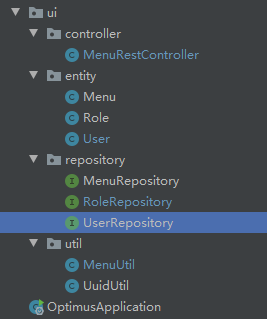 ui
controller
MenuRestController
entity
Menu
Role
User
repository
MenuRepository
RoleRepository
UserRepository
util
MenuUtil
UuidUtil
OptimusApplication